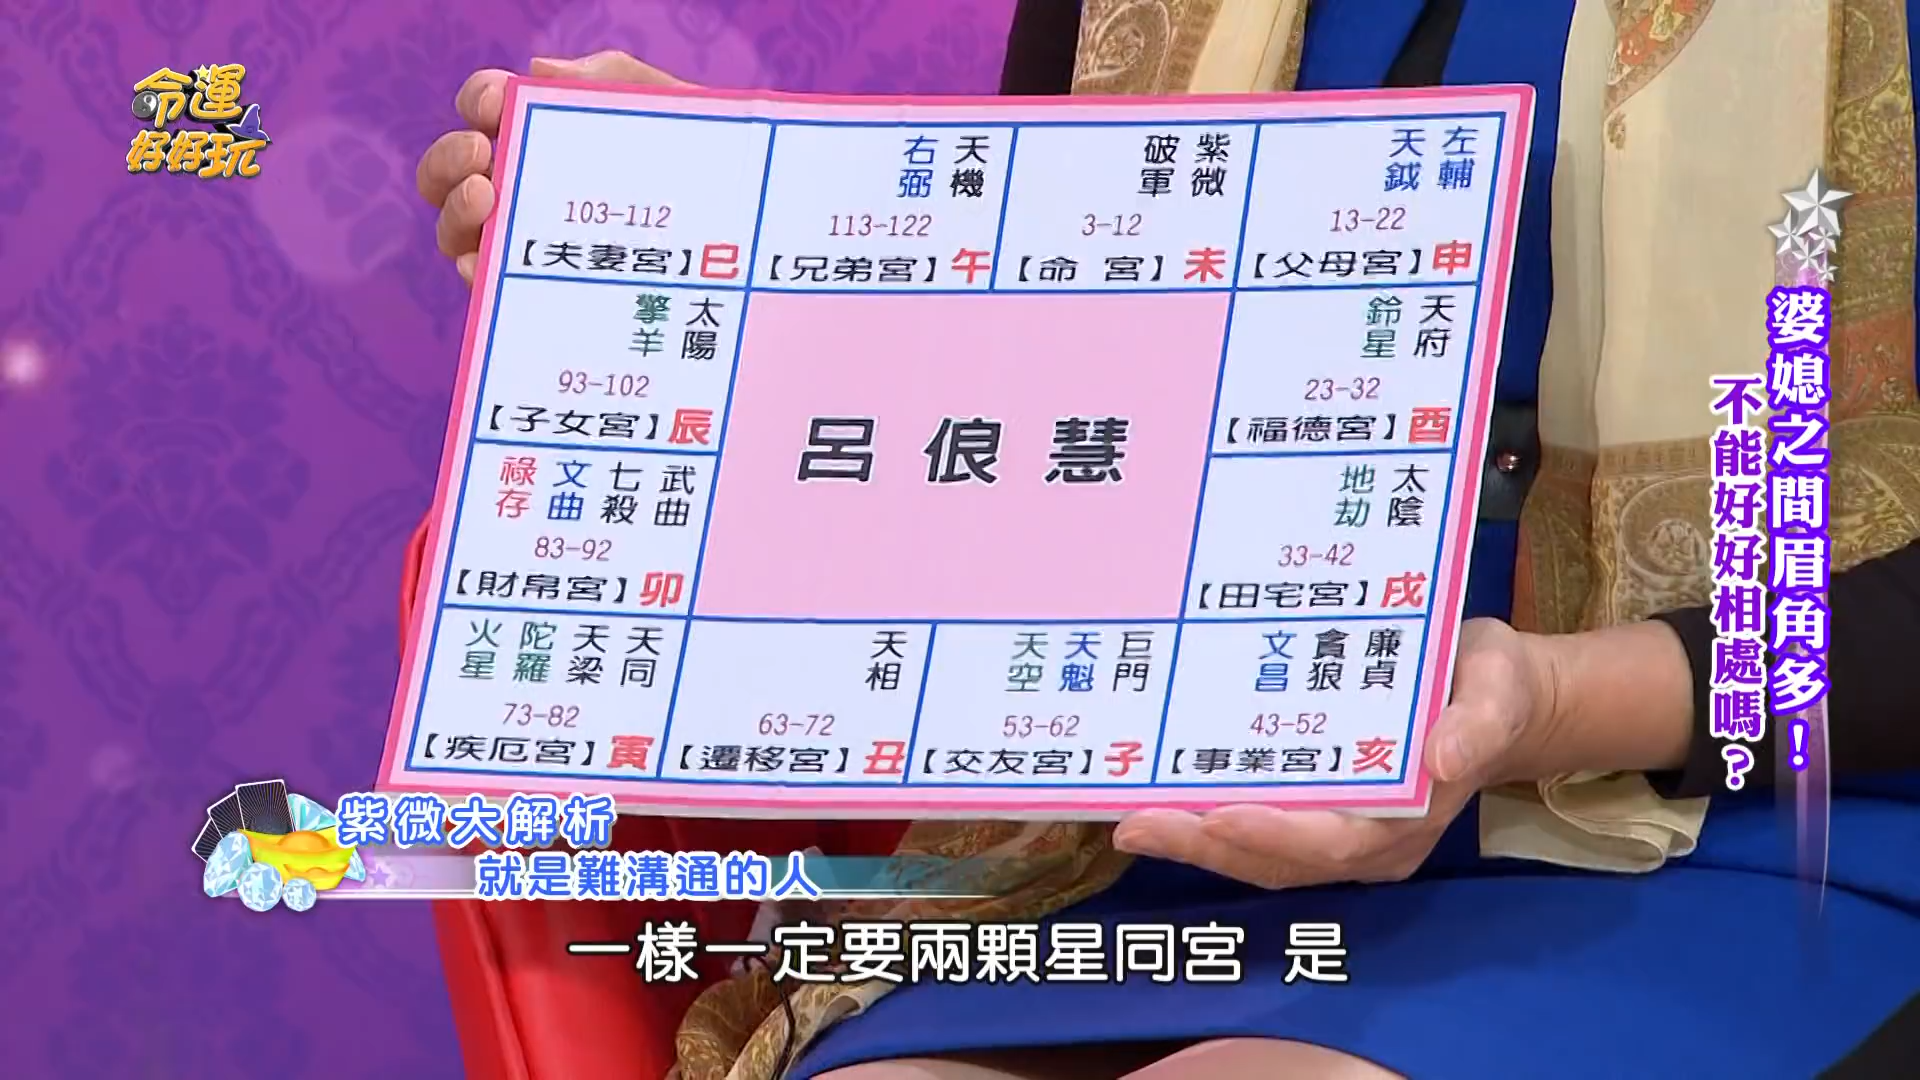 命運
好好玩
103-112
【夫妻宮】巳
天機
右弼
113-122
【兄弟宮】午
紫微
破軍
3-12
【命 宮】未
左輔
天鉞
13-22
【父母宮】申
太陽
擎羊
93-102
【子女宮】辰
天府
鈴星
23-32
【福德宮】酉
呂俍慧
武曲
七殺
文曲
祿存
83-92
【財帛宮】卯
太陰
地劫
33-42
【田宅宮】戌
天同
天梁
陀羅
火星
73-82
【疾厄宮】寅
天相
63-72
【遷移宮】丑
巨門
天魁
天空
53-62
【交友宮】子
廉貞
貪狼
文昌
43-52
【事業宮】亥
婆媳之間眉角多！
不能好好相處嗎？
紫微大解析
就是難溝通的人
一樣一定要兩顆星同宮 是